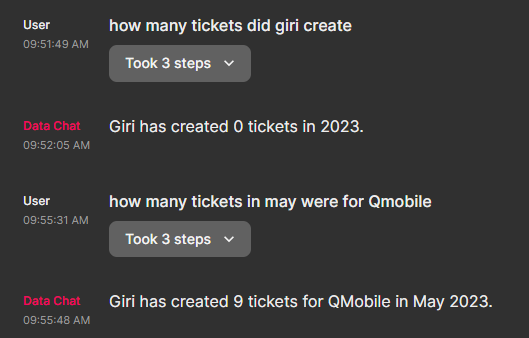 User how many tickets did giri create
09:51:49 AM
Took 3 steps
Data Chat Giri has created 0 tickets in 2023.
09:52:05 AM
User how many tickets in may were for Qmobile
09:55:31 AM
Took 3 steps
Data Chat Giri has created 9 tickets for QMobile in May 2023.
09:55:48 AM